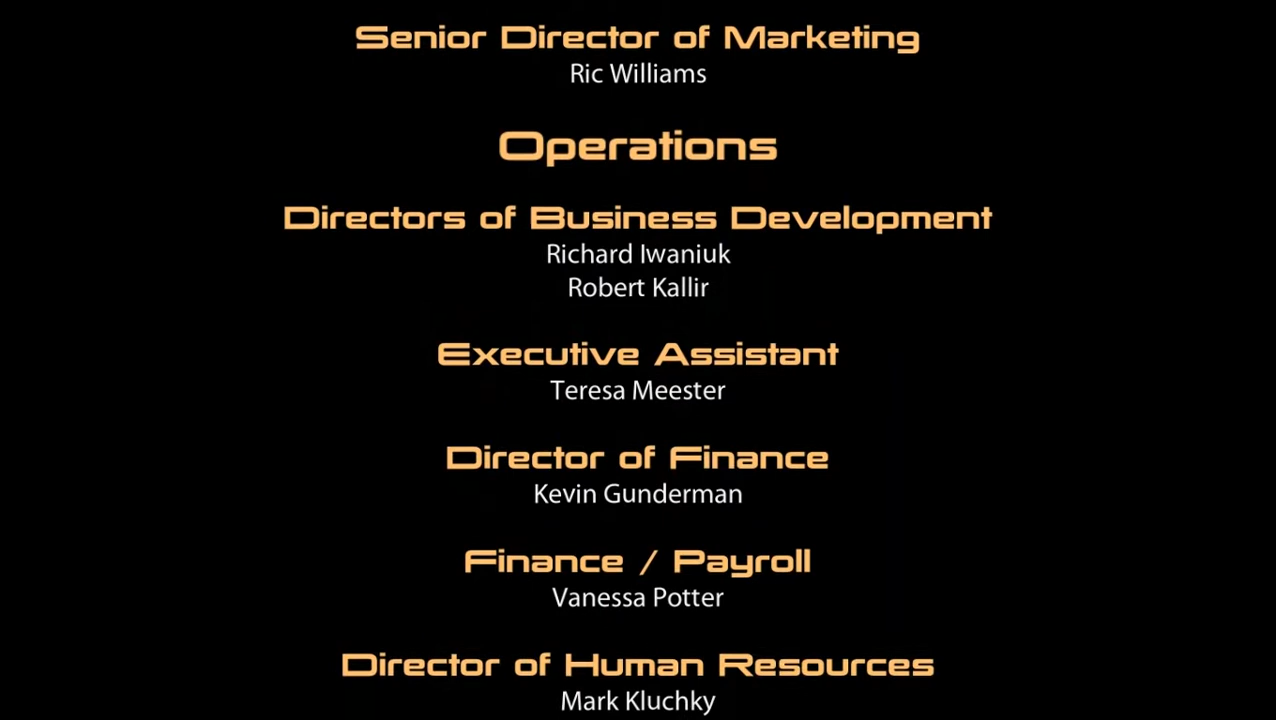 Senior Director of Marketing
Ric Williams
Operations
Directors of Business Development
Richard Iwaniuk
Robert Kallir
Executive Assistant
Teresa Meester
Director of Finance
Kevin Gunderman
Finance / Payroll
Vanessa Potter
Director of Human Resources
Mark Kluchky